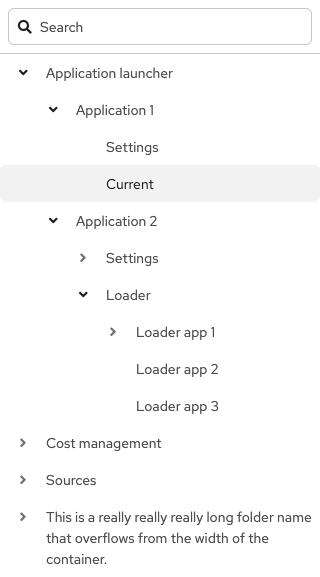 Search
Application launcher
Application 1
Settings
Current
Application 2
Settings
Loader
Loader app 1
Loader app 2
Loader app 3
Cost management
Sources
This is a really really really long folder name
that overflows from the width of the
container.